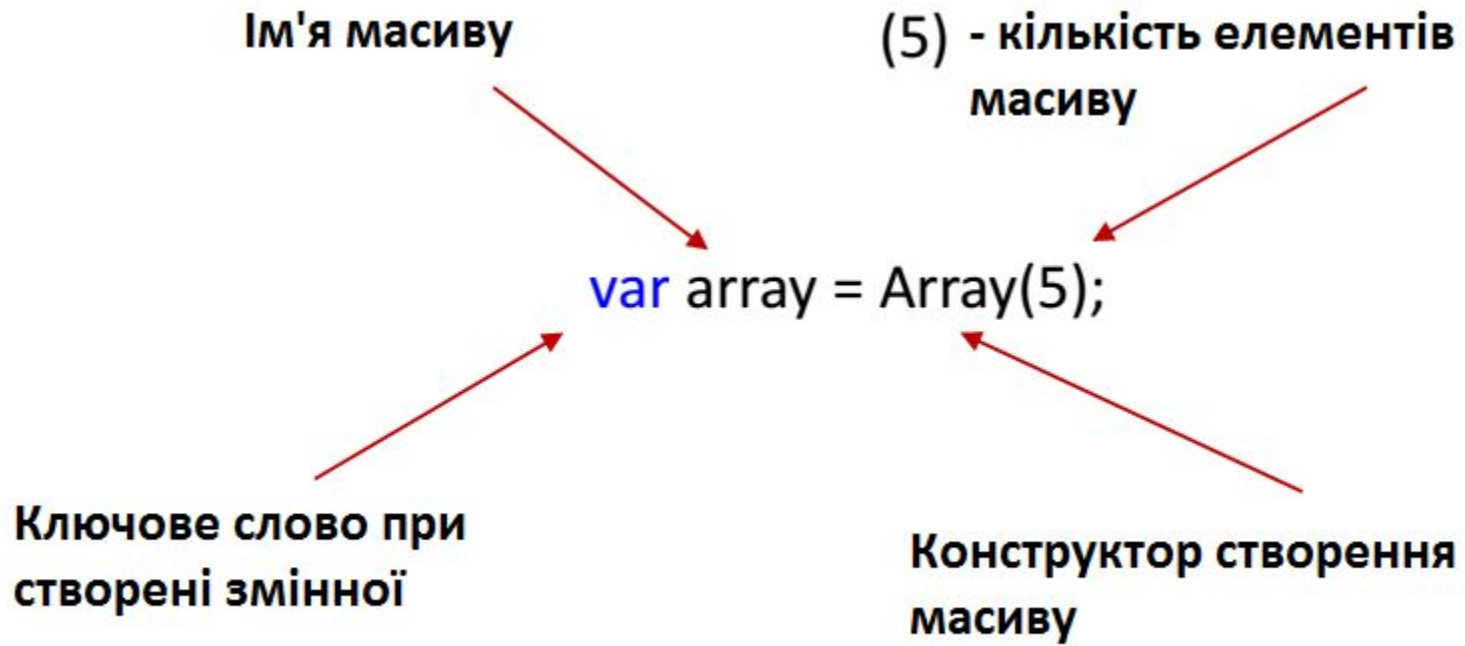 Ім'я масиву
(5) - кількість елементів
масиву
var array = Array(5);
Ключове слово при
створені змінної
Конструктор створення
масиву